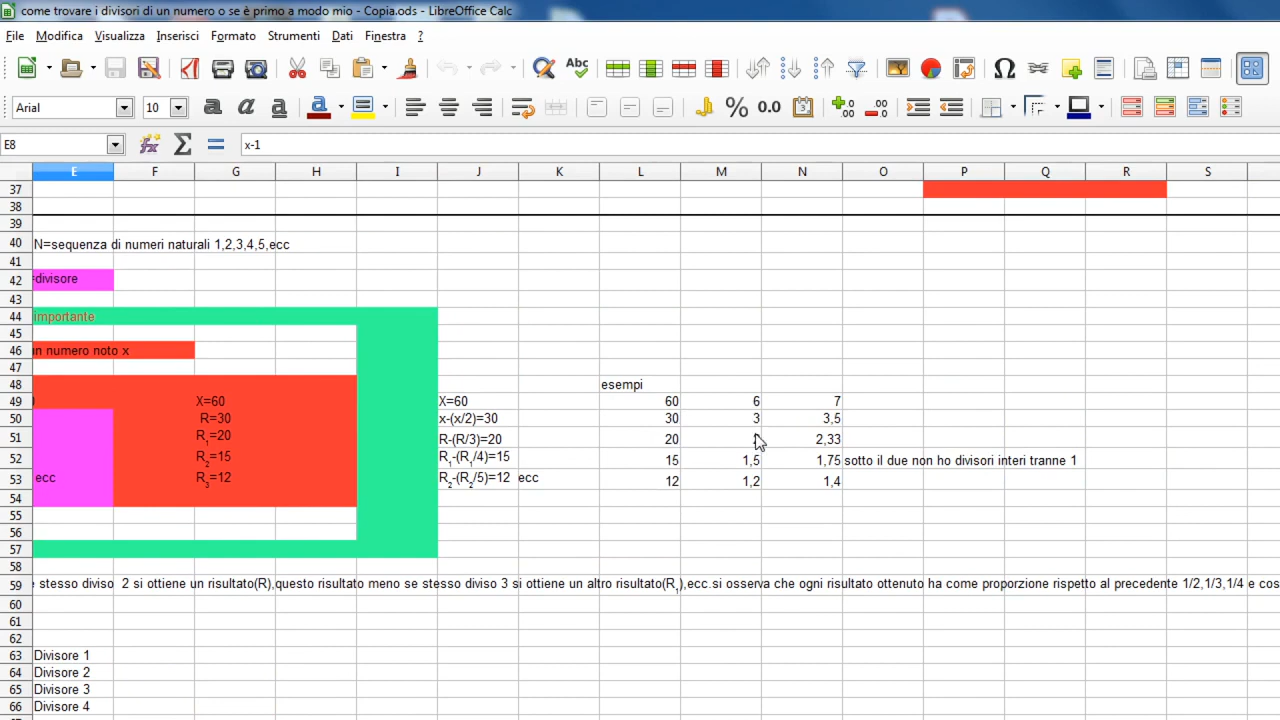 come trovare i divisori di un numero o se è primo a modo mio - Copia.ods - LibreOffice Calc
File Modifica Visualizza Inserisci Formato Strumenti Dati Finestra ?
Abc
Arial 10 a a a a % 0.0
E8 x-1
E F G H I J K L M N O P Q R S
37
38
39
40 N=sequenza di numeri naturali 1,2,3,4,5,ecc
41
42 =divisore
43
44 importante
45
46 un numero noto x
47
48 esempi
49 X=60 X=60 60 6 7
50 R=30 x-(x/2)=30 30 3 3,5
51 R1=20 R-(R/3)=20 20 2,33
52 R2=15 R1-(R1/4)=15 15 1,5 1,75 sotto il due non ho divisori interi tranne 1
53 ecc R3=12 R2-(R2/5)=12 ecc 12 1,2 1,4
54
55
56
57
58
59 stesso diviso 2 si ottiene un risultato(R),questo risultato meno se stesso diviso 3 si ottiene un altro risultato(R1),ecc.si osserva che ogni risultato ottenuto ha come proporzione rispetto al precedente 1/2,1/3,1/4 e cos
60
61
62
63 Divisore 1
64 Divisore 2
65 Divisore 3
66 Divisore 4